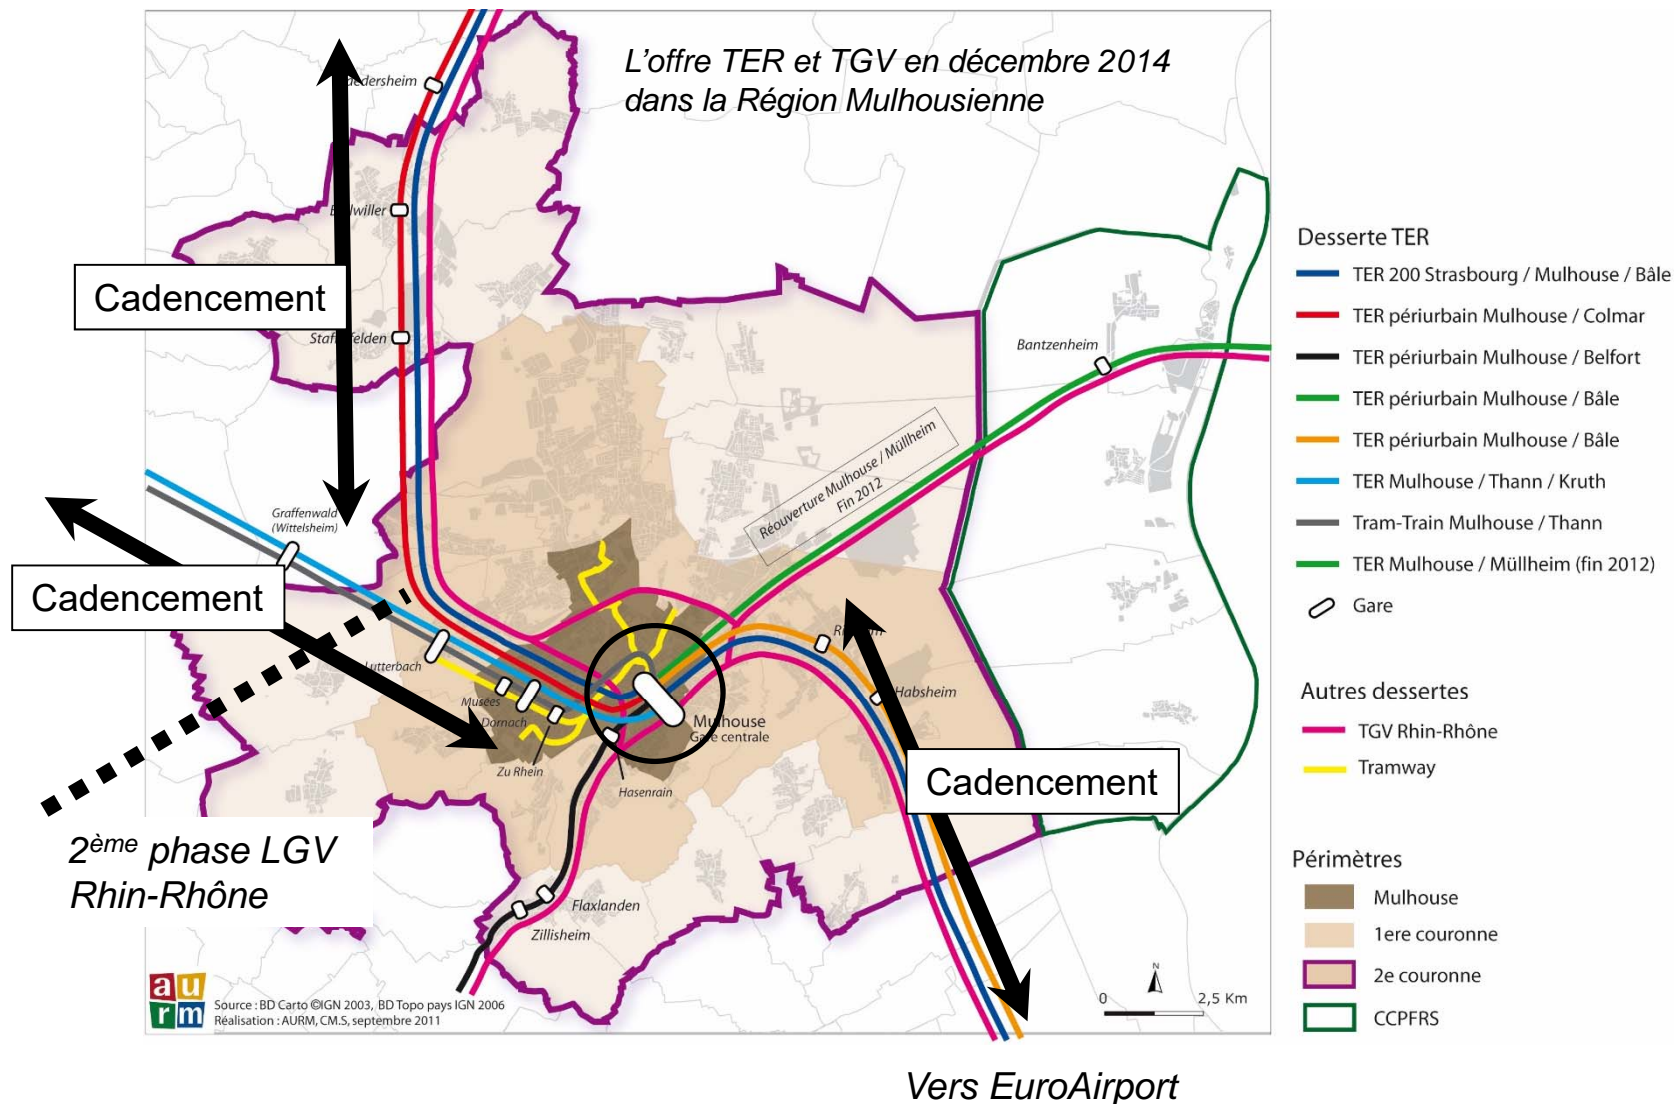 L'offre TER et TGV en décembre 2014
dans la Région Mulhousienne
Cadencement
Bantzenheim
Réouverture Mulhouse / Müllheim
Fin 2012
Graffenwald
(Wittelsheim)
Cadencement
Lutterbach
Musées
Dornach
Zu Rhein
Hasenrain
Mulhouse
Gare centrale
Habsheim
Cadencement
2ème phase LGV
Rhin-Rhône
Flaxlanden
Zillisheim
Desserte TER
TER 200 Strasbourg / Mulhouse / Bâle
TER périurbain Mulhouse / Colmar
TER périurbain Mulhouse / Belfort
TER périurbain Mulhouse / Bâle
TER périurbain Mulhouse / Bâle
TER Mulhouse / Thann / Kruth
Tram-Train Mulhouse / Thann
TER Mulhouse / Müllheim (fin 2012)
Gare
Autres dessertes
TGV Rhin-Rhône
Tramway
Périmètres
Mulhouse
1ere couronne
2e couronne
CCPFRS
au
rm
Source : BD Carto ©IGN 2003, BD Topo pays IGN 2006
Réalisation : AURM, CM.S, septembre 2011
N
0 2,5 Km
Vers EuroAirport